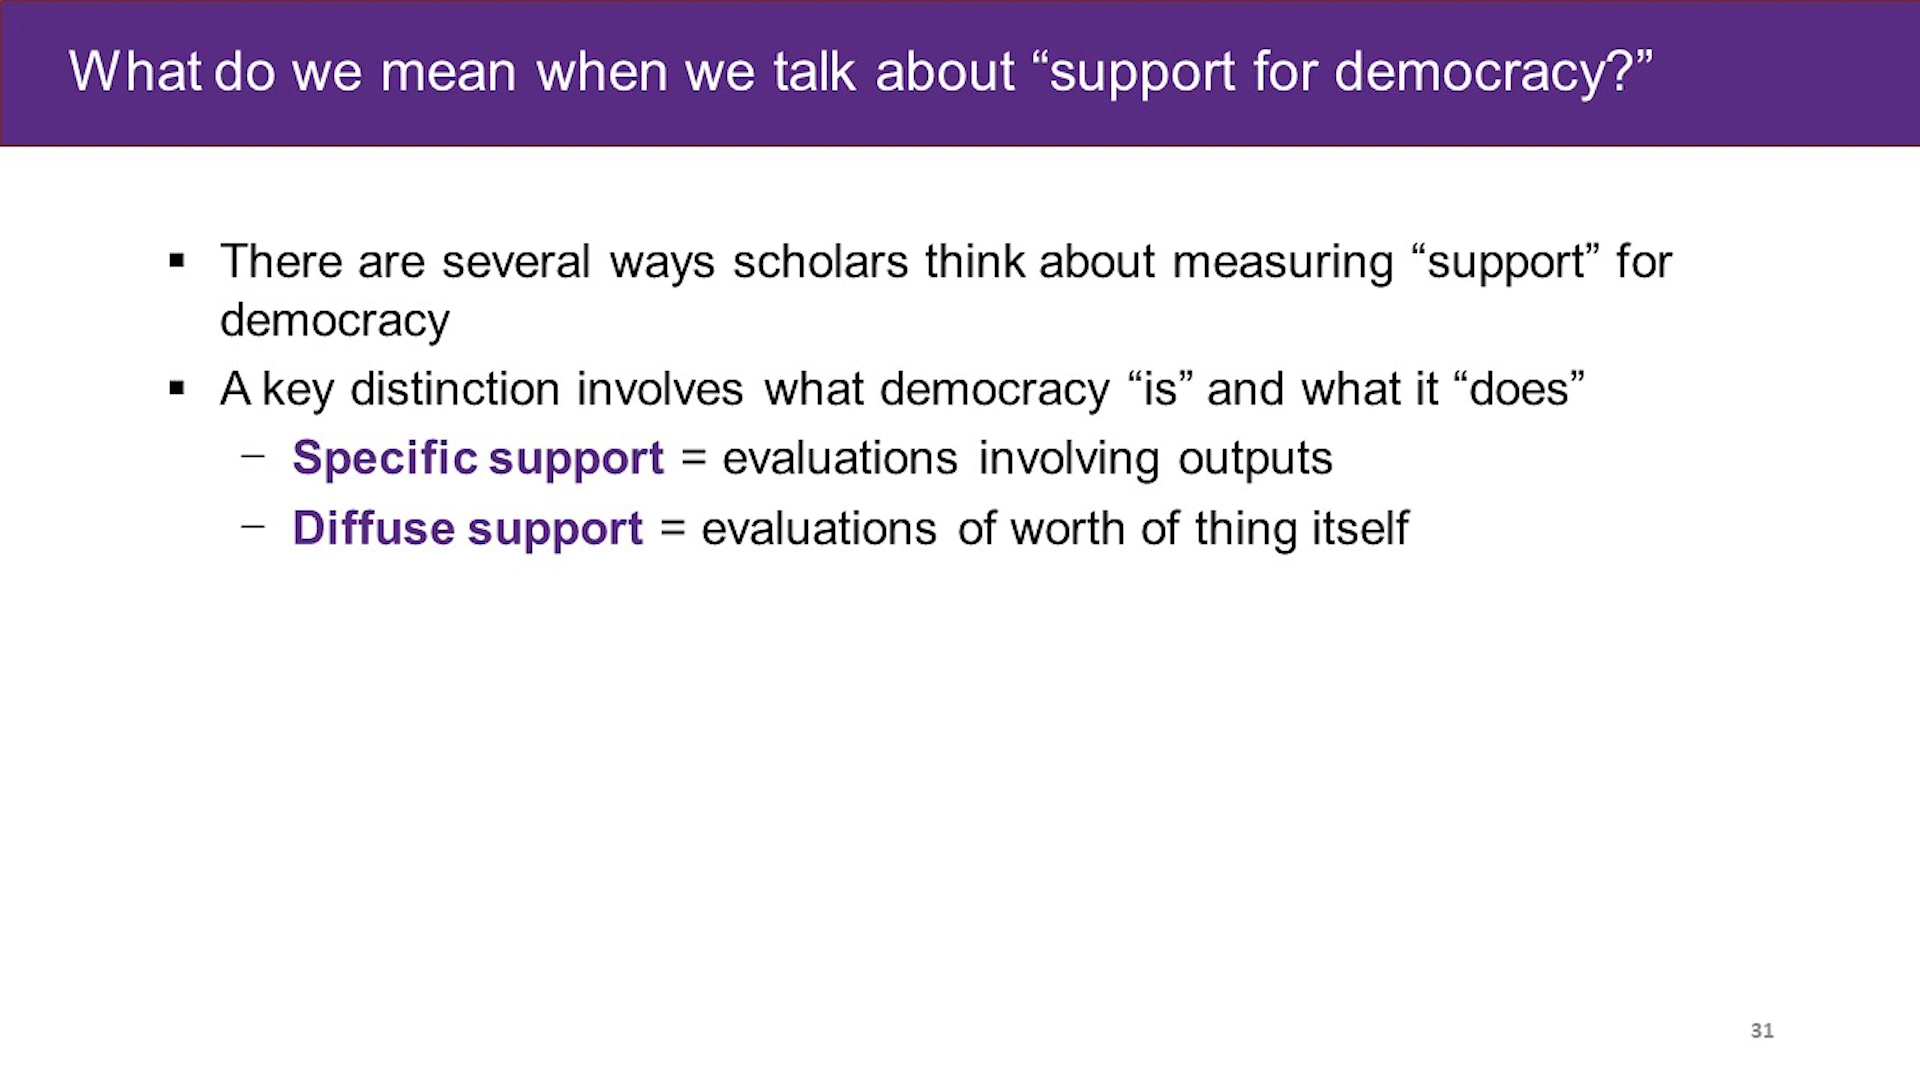 What do we mean when we talk about “support for democracy?”
▪ There are several ways scholars think about measuring “support” for
democracy
▪ A key distinction involves what democracy “is” and what it “does”
– Specific support = evaluations involving outputs
– Diffuse support = evaluations of worth of thing itself
31